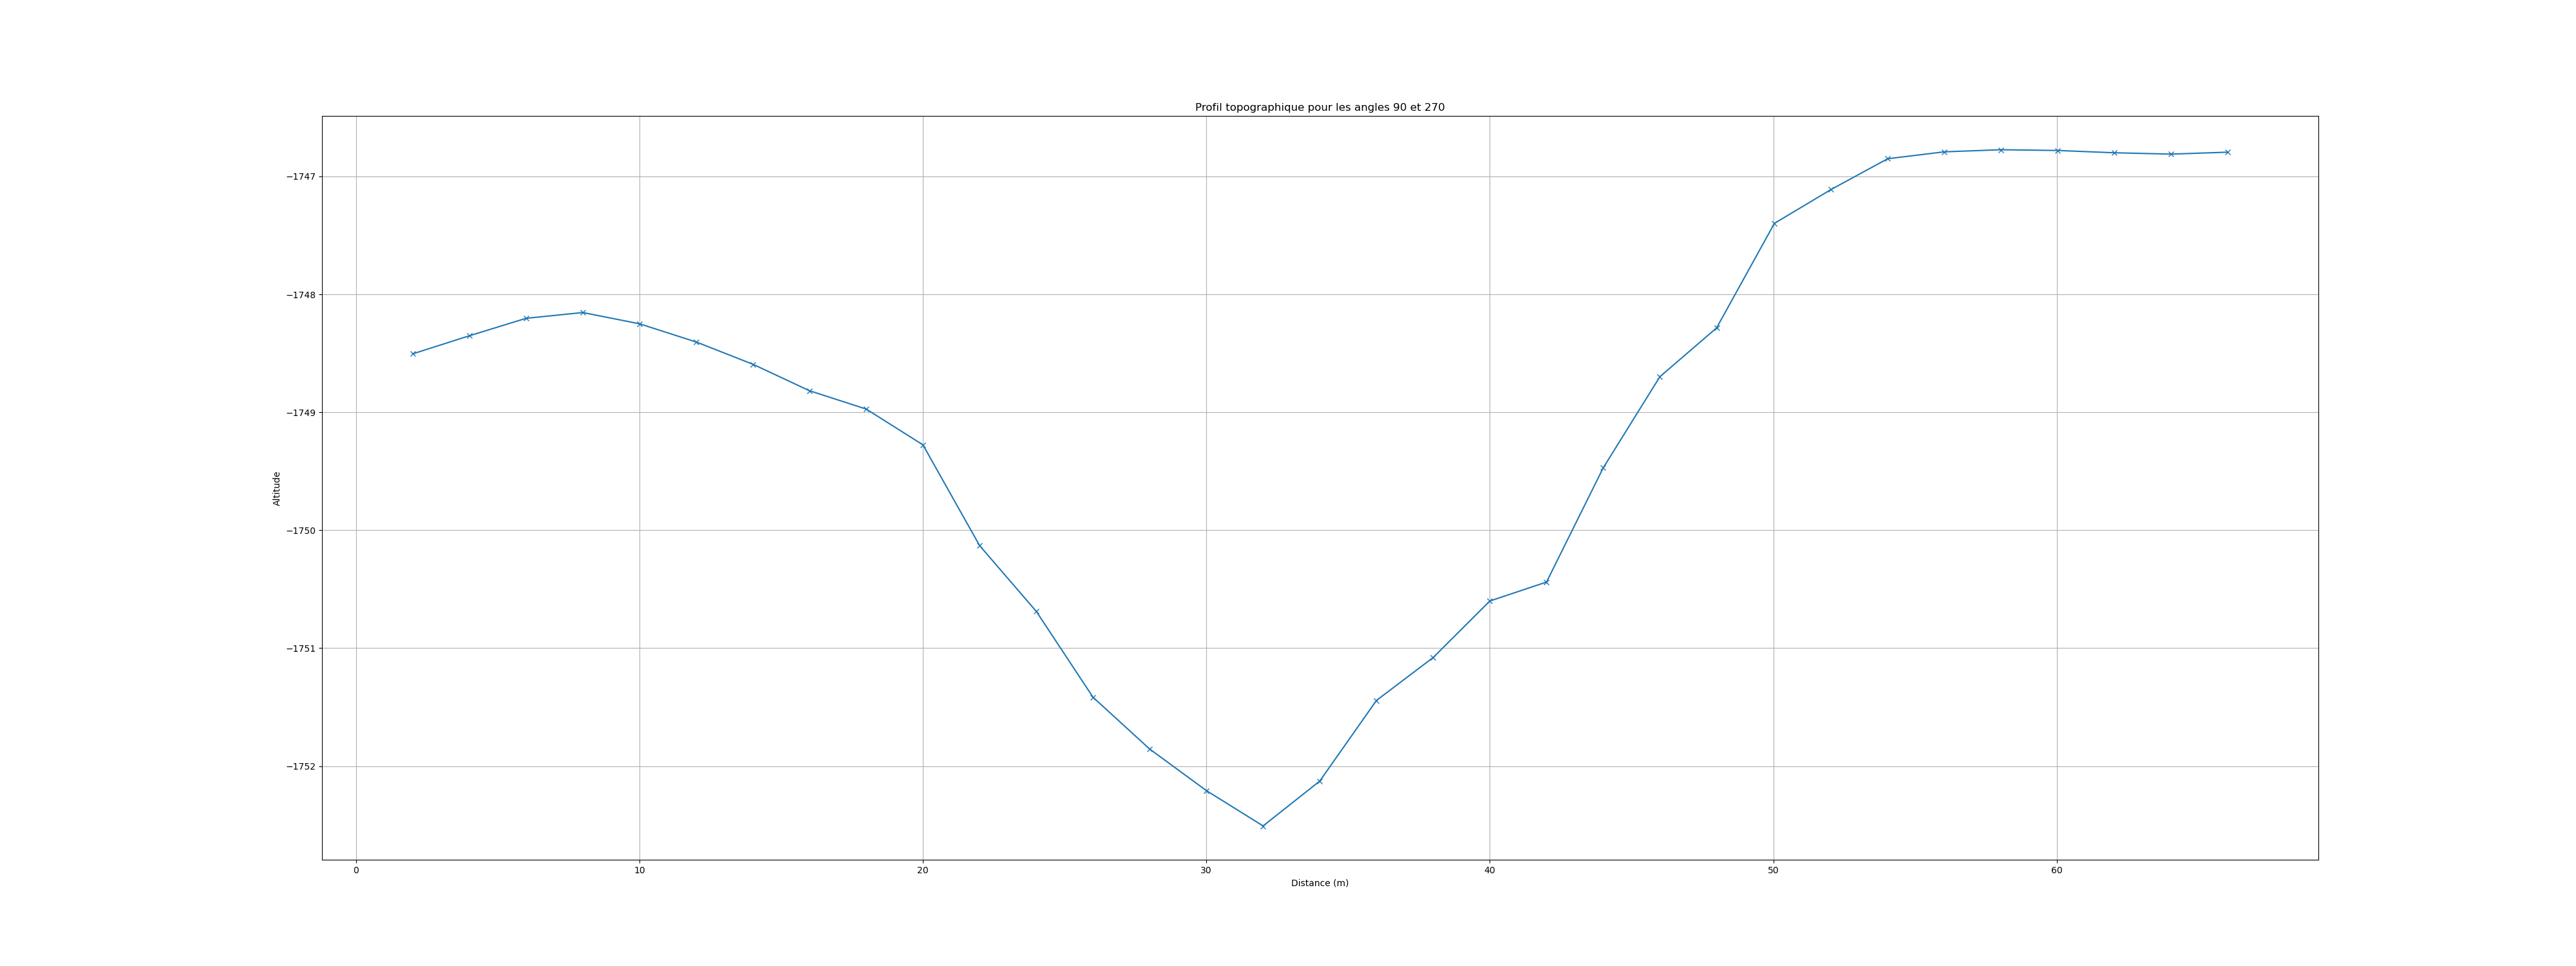 Profil topographique pour les angles 90 et 270
Altitude
−1747
−1748
−1749
−1750
−1751
−1752
0 10 20 30 40 50 60
Distance (m)